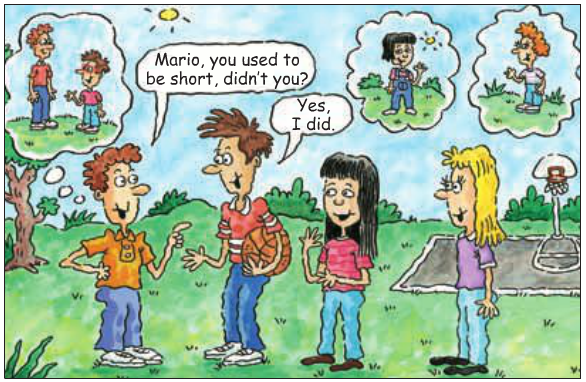 Mario, you used to
be short, didn't you?
Yes,
I did.